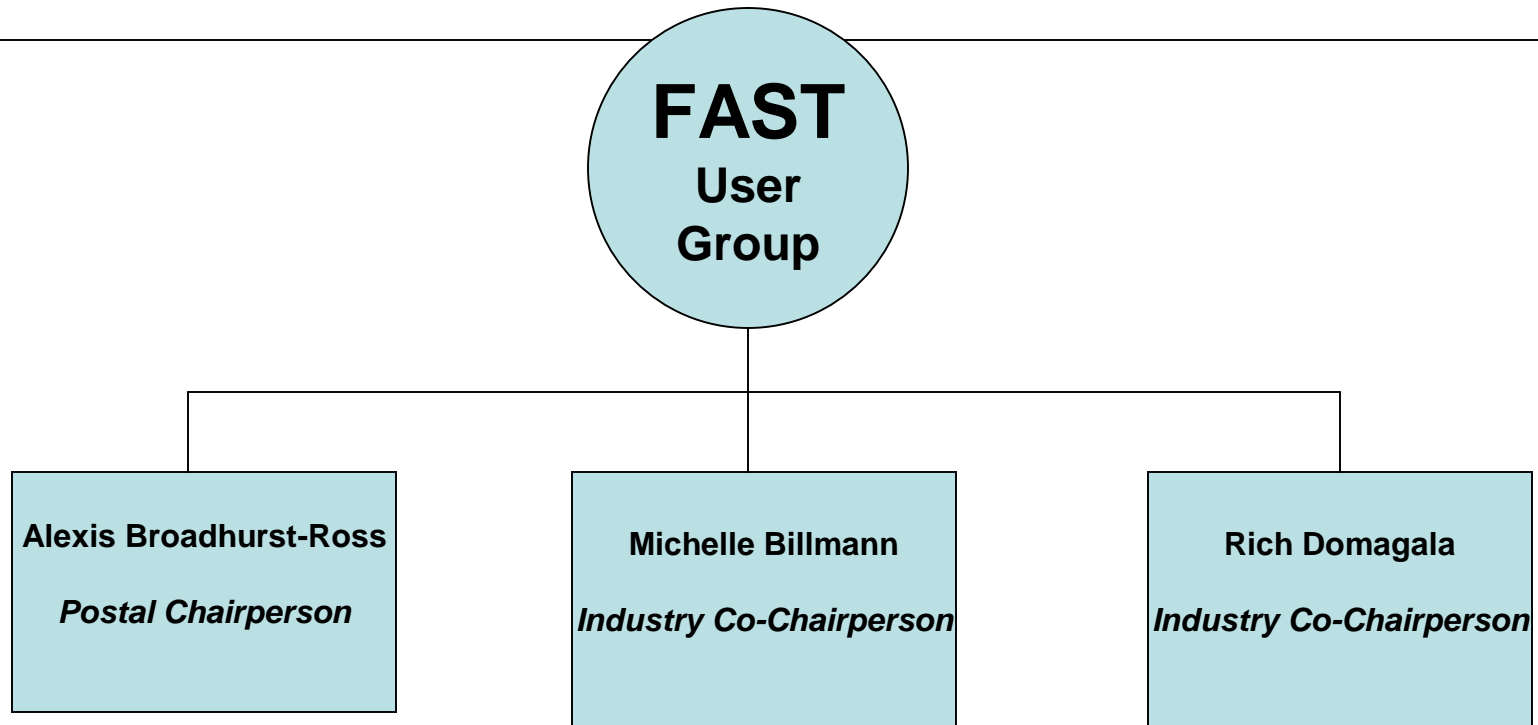 FAST
User
Group
Alexis Broadhurst-Ross
Postal Chairperson
Michelle Billmann
Industry Co-Chairperson
Rich Domagala
Industry Co-Chairperson